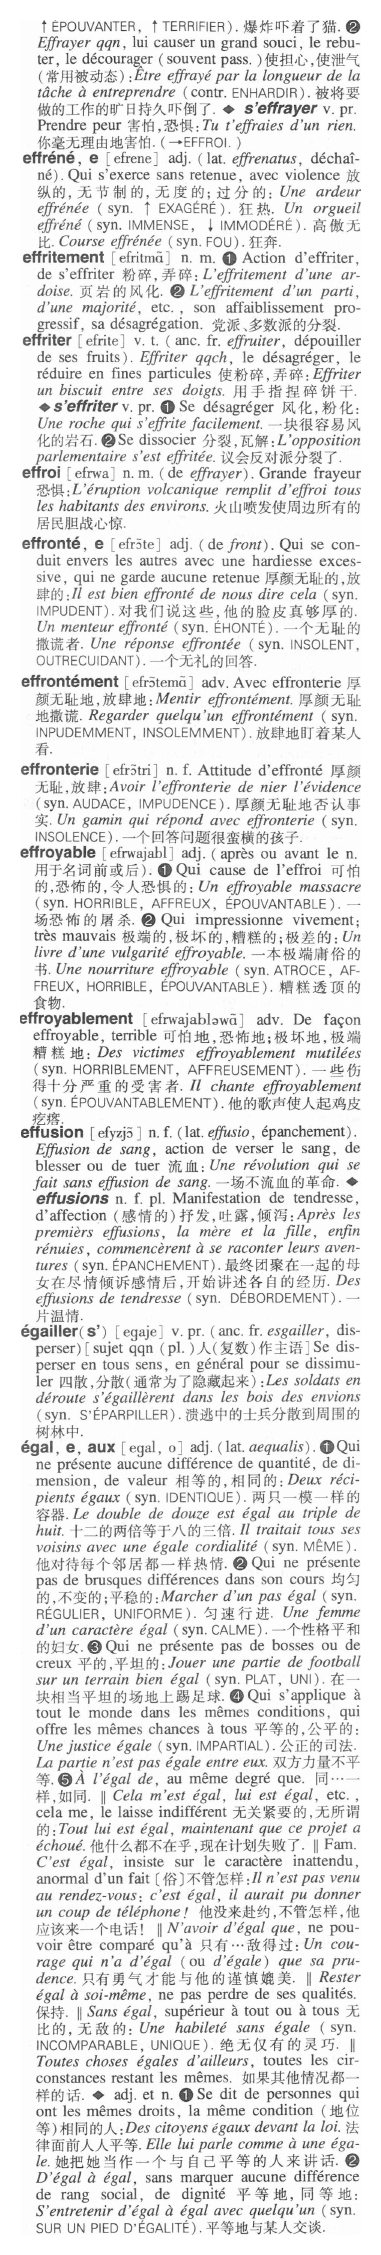 ↑ ÉPOUVANTER, ↑ TERRIFIER). 爆炸吓着了猫. ❷
Effrayer qqn, lui causer un grand souci, le rebu-
ter, le décourager (souvent pass.) 使担心,使泄气
(常用被动态):Être effrayé par la longueur de la
tâche à entreprendre (contr. ENHARDIR). 被将要
做的工作的旷日持久吓倒了. ◆ s'effrayer v. pr.
Prendre peur 害怕,恐惧:Tu t'effraies d'un rien.
你毫无理由地害怕. (→EFFROI.)
effréné, e [efrene] adj. (lat. effrenatus, déchaî-
né). Qui s'exerce sans retenue, avec violence 放
纵的, 无节制的, 无度的; 过分的: Une ardeur
effrénée (syn. ↑ EXAGÉRÉ). 狂热. Un orgueil
effréné (syn. IMMENSE, ↓ IMMODÉRÉ). 高傲无
比. Course effrénée (syn. FOU). 狂奔.
effritement [efritmɑ̃] n. m. ❶ Action d'effriter,
de s'effriter 粉碎,弄碎: L'effritement d'une ar-
doise. 页岩的风化. ❷ L'effritement d'un parti,
d'une majorité, etc., son affaiblissement pro-
gressif, sa désagrégation. 党派、多数派的分裂.
effriter [efrite] v. t. (anc. fr. effruiter, dépouiller
de ses fruits). Effriter qqch, le désagréger, le
réduire en fines particules 使粉碎,弄碎:Effriter
un biscuit entre ses doigts. 用手指捏碎饼干.
◆s'effriter v. pr. ❶ Se désagréger 风化,粉化:
Une roche qui s'effrite facilement. 一块很容易风
化的岩石. ❷Se dissocier 分裂,瓦解:L'opposition
parlementaire s'est effritée. 议会反对派分裂了.
effroi [efrwa] n. m. (de effrayer). Grande frayeur
恐惧:L'éruption volcanique remplit d'effroi tous
les habitants des environs. 火山喷发使周边所有的
居民胆战心惊.
effronté, e [efrɔ̃te] adj. (de front). Qui se con-
duit envers les autres avec une hardiesse exces-
sive, qui ne garde aucune retenue 厚颜无耻的,放
肆的:Il est bien effronté de nous dire cela (syn.
IMPUDENT). 对我们说这些,他的脸皮真够厚的.
Un menteur effronté (syn. ÉHONTÉ). 一个无耻的
撒谎者. Une réponse effrontée (syn. INSOLENT,
OUTRECUIDANT). 一个无礼的回答.
effrontément [efrɔ̃temɑ̃] adv. Avec effronterie 厚
颜无耻地,放肆地:Mentir effrontément. 厚颜无耻
地撒谎. Regarder quelqu'un effrontément (syn.
INPUDEMMENT, INSOLEMMENT). 放肆地盯着某人
看.
effronterie [efrɔ̃tri] n. f. Attitude d'effronté 厚颜
无耻,放肆:Avoir l'effronterie de nier l'évidence
(syn. AUDACE, IMPUDENCE). 厚颜无耻地否认事
实. Un gamin qui répond avec effronterie (syn.
INSOLENCE). 一个回答问题很蛮横的孩子.
effroyable [efrwajabl] adj. (après ou avant le n.
用于名词前或后). ❶ Qui cause de l'effroi 可怕
的,恐怖的,令人恐惧的: Un effroyable massacre
(syn. HORRIBLE, AFFREUX, ÉPOUVANTABLE). 一
场恐怖的屠杀. ❷ Qui impressionne vivement;
très mauvais 极端的,极坏的,糟糕的;极差的: Un
livre d'une vulgarité effroyable. 一本极端庸俗的
书. Une nourriture effroyable (syn. ATROCE, AF-
FREUX, HORRIBLE, ÉPOUVANTABLE). 糟糕透顶的
食物.
effroyablement [efrwajabləwɑ̃] adv. De façon
effroyable, terrible 可怕地,恐怖地;极坏地,极端
糟糕地: Des victimes effroyablement mutilées
(syn. HORRIBLEMENT, AFFREUSEMENT). 一些伤
得十分严重的受害者. Il chante effroyablement
(syn. ÉPOUVANTABLEMENT). 他的歌声使人起鸡皮
疙瘩.
effusion [efyzjɔ̃] n. f. (lat. effusio, épanchement).
Effusion de sang, action de verser le sang, de
blesser ou de tuer 流血: Une révolution qui se
fait sans effusion de sang. 一场不流血的革命. ◆
effusions n. f. pl. Manifestation de tendresse,
d'affection (感情的) 抒发,吐露,倾泻:Après les
premièrs effusions, la mère et la fille, enfin
rénuies, commencèrent à se raconter leurs aven-
tures (syn. ÉPANCHEMENT). 最终团聚在一起的母
女在尽情倾诉感情后,开始讲述各自的经历. Des
effusions de tendresse (syn. DÉBORDEMENT). 一
片温情.
égailler(s') [egaje] v. pr. (anc. fr. esgailler, dis-
perser)[sujet qqn (pl.)人(复数)作主语]Se dis-
perser en tous sens, en général pour se dissimu-
ler 四散,分散(通常为了隐藏起来):Les soldats en
déroute s'égaillèrent dans les bois des envions
(syn. S'ÉPARPILLER). 溃逃中的士兵分散到周围的
树林中.
égal, e, aux [egal, o] adj. (lat. aequalis). ❶Qui
ne présente aucune différence de quantité, de di-
mension, de valeur 相等的,相同的: Deux réci-
pients égaux (syn. IDENTIQUE). 两只一模一样的
容器. Le double de douze est égal au triple de
huit. 十二的两倍等于八的三倍. Il traitait tous ses
voisins avec une égale cordialité (syn. MÊME).
他对待每个邻居都一样热情. ❷ Qui ne présente
pas de brusques différences dans son cours 均匀
的,不变的;平稳的:Marcher d'un pas égal (syn.
RÉGULIER, UNIFORME). 匀速行进. Une femme
d'un caractère égal (syn. CALME). 一个性格平和
的妇女. ❸ Qui ne présente pas de bosses ou de
creux 平的,平坦的: Jouer une partie de football
sur un terrain bien égal (syn. PLAT, UNI). 在一
块相当平坦的场地上踢足球. ❹ Qui s'applique à
tout le monde dans les mêmes conditions, qui
offre les mêmes chances à tous 平等的,公平的:
Une justice égale (syn. IMPARTIAL). 公正的司法.
La partie n'est pas égale entre eux. 双方力量不平
等. ❺ À l'égal de, au même degré que. 同…一
样,如同. ‖ Cela m'est égal, lui est égal, etc.,
cela me, le laisse indifférent 无关紧要的,无所谓
的:Tout lui est égal, maintenant que ce projet a
échoué. 他什么都不在乎,现在计划失败了. ‖ Fam.
C'est égal, insiste sur le caractère inattendu,
anormal d'un fait [俗]不管怎样:Il n'est pas venu
au rendez-vous: c'est égal, il aurait pu donner
un coup de téléphone! 他没来赴约,不管怎样,他
应该来一个电话! ‖ N'avoir d'égal que, ne pou-
voir être comparé qu'à 只有…敌得过:Un cou-
rage qui n'a d'égal (ou d'égale) que sa pru-
dence. 只有勇气才能与他的谨慎媲美. ‖ Rester
égal à soi-même, ne pas perdre de ses qualités.
保持. ‖ Sans égal, supérieur à tout ou à tous 无
比的, 无敌的: Une habileté sans égale (syn.
INCOMPARABLE, UNIQUE). 绝无仅有的灵巧. ‖
Toutes choses égales d'ailleurs, toutes les cir-
constances restant les mêmes. 如果其他情况都一
样的话. ◆ adj. et n. ❶ Se dit de personnes qui
ont les mêmes droits, la même condition (地位
等)相同的人:Des citoyens égaux devant la loi. 法
律面前人人平等. Elle lui parle comme à une éga-
le. 她把她当作一个与自己平等的人来讲话. ❷
D'égal à égal, sans marquer aucune différence
de rang social, de dignité 平等地, 同等地:
S'entretenir d'égal à égal avec quelqu'un (syn.
SUR UN PIED D'ÉGALITÉ). 平等地与某人交谈.